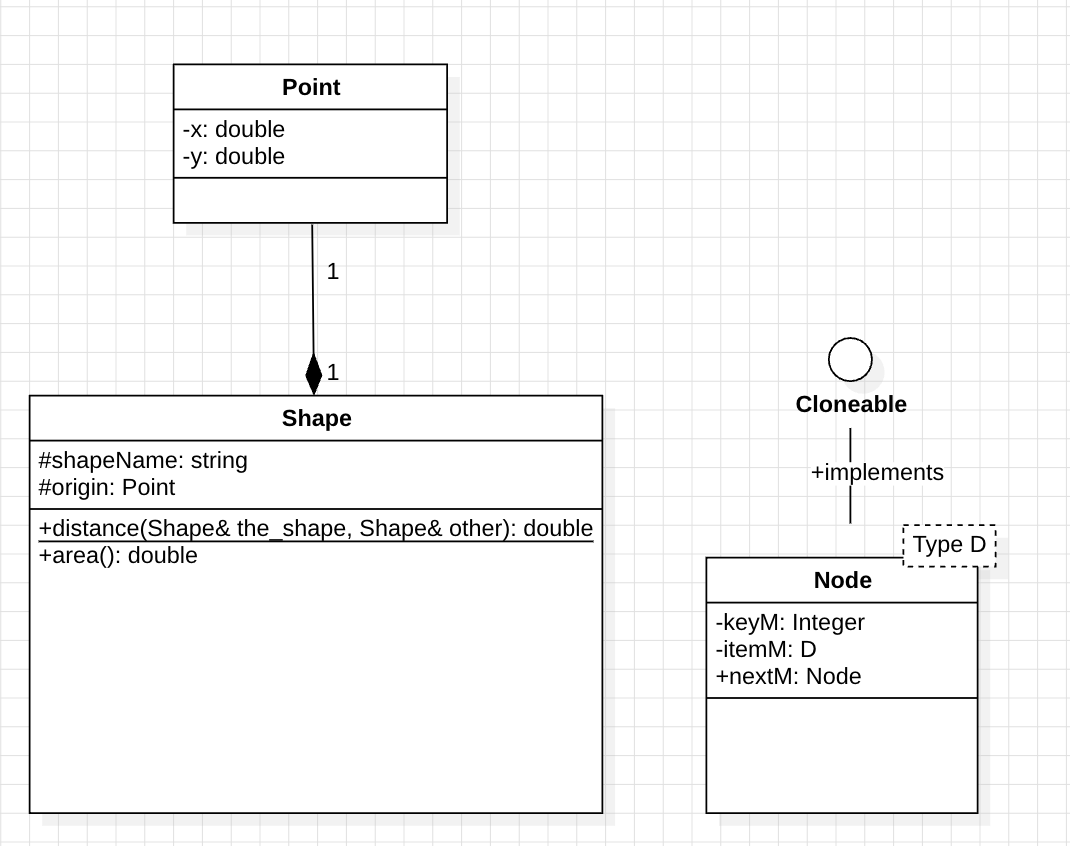 Point
-x: double
-y: double
1
1
Shape
#shapeName: string
#origin: Point
+distance(Shape& the_shape, Shape& other): double
+area(): double
Cloneable
+implements
Type D
Node
-keyM: Integer
-itemM: D
+nextM: Node